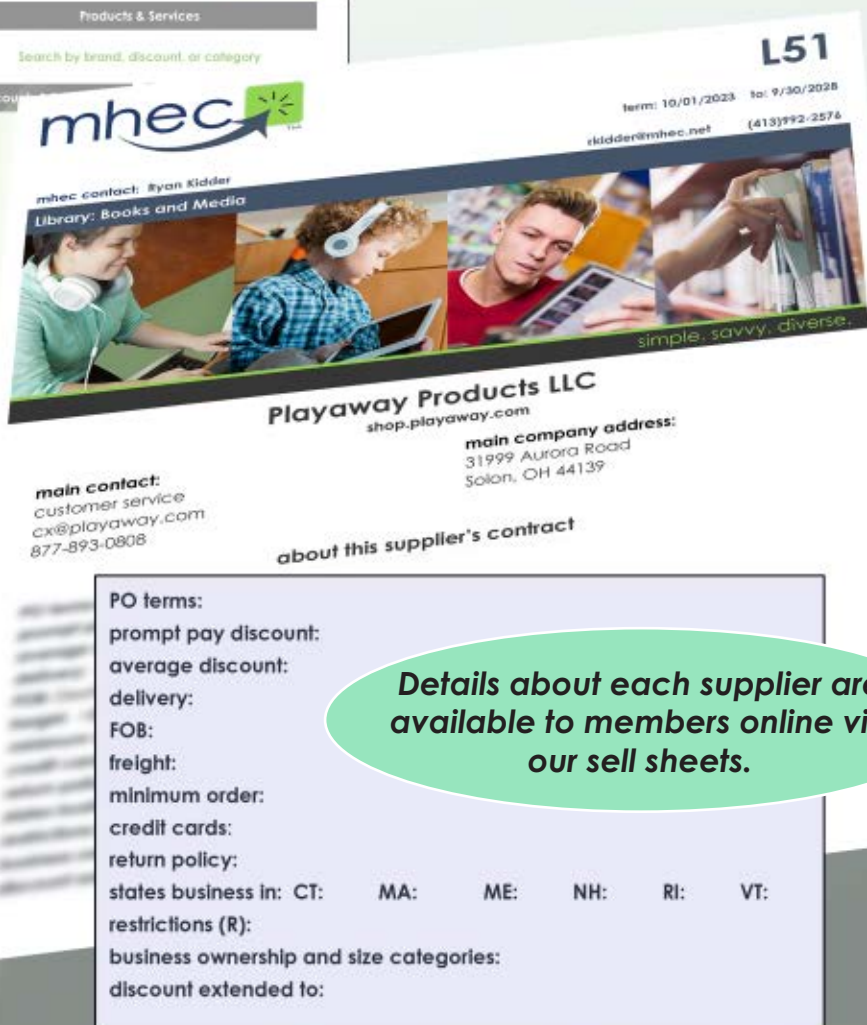 Products & Services
Search by brand, discount, or category
L51
mhec
term: 10/01/2023 to: 9/30/2028
rkidder@mhec.net (413)992-2576
mhec contact: Ryan Kidder
Library: Books and Media
simple. savvy. diverse.
Playaway Products LLC
shop.playaway.com
main contact:
customer service
cx@playaway.com
877-893-0808
main company address:
31999 Aurora Road
Solon, OH 44139
about this supplier's contract
PO terms:
prompt pay discount:
average discount:
delivery:
FOB:
freight:
minimum order:
credit cards:
return policy:
states business in: CT: MA: ME: NH: RI: VT:
restrictions (R):
business ownership and size categories:
discount extended to:
Details about each supplier are
available to members online vi
our sell sheets.